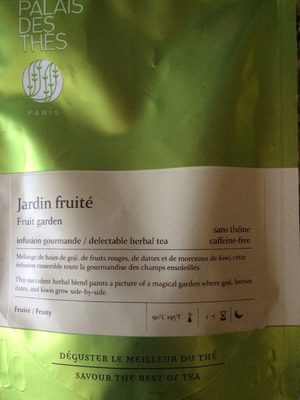 PALAIS
DES
THÉS
PARIS
Jardin fruité
Fruit garden
sans théine
infusion gourmande / delectable herbal tea
caffeine-free
Mélange de baies de goji, de fruits rouges, de dattes et de morceaux de kiwi, cette
infusion rassemble toute la gourmandise des champs ensoleillés.
This succulent herbal blend paints a picture of a magical garden where goji, berries
dates, and kiwis grow side-by-side.
Fruitée / Fruity
90°C 195°F
DÉGUSTER LE MEILLEUR DU THÉ
SAVOUR THE BEST OF TEA